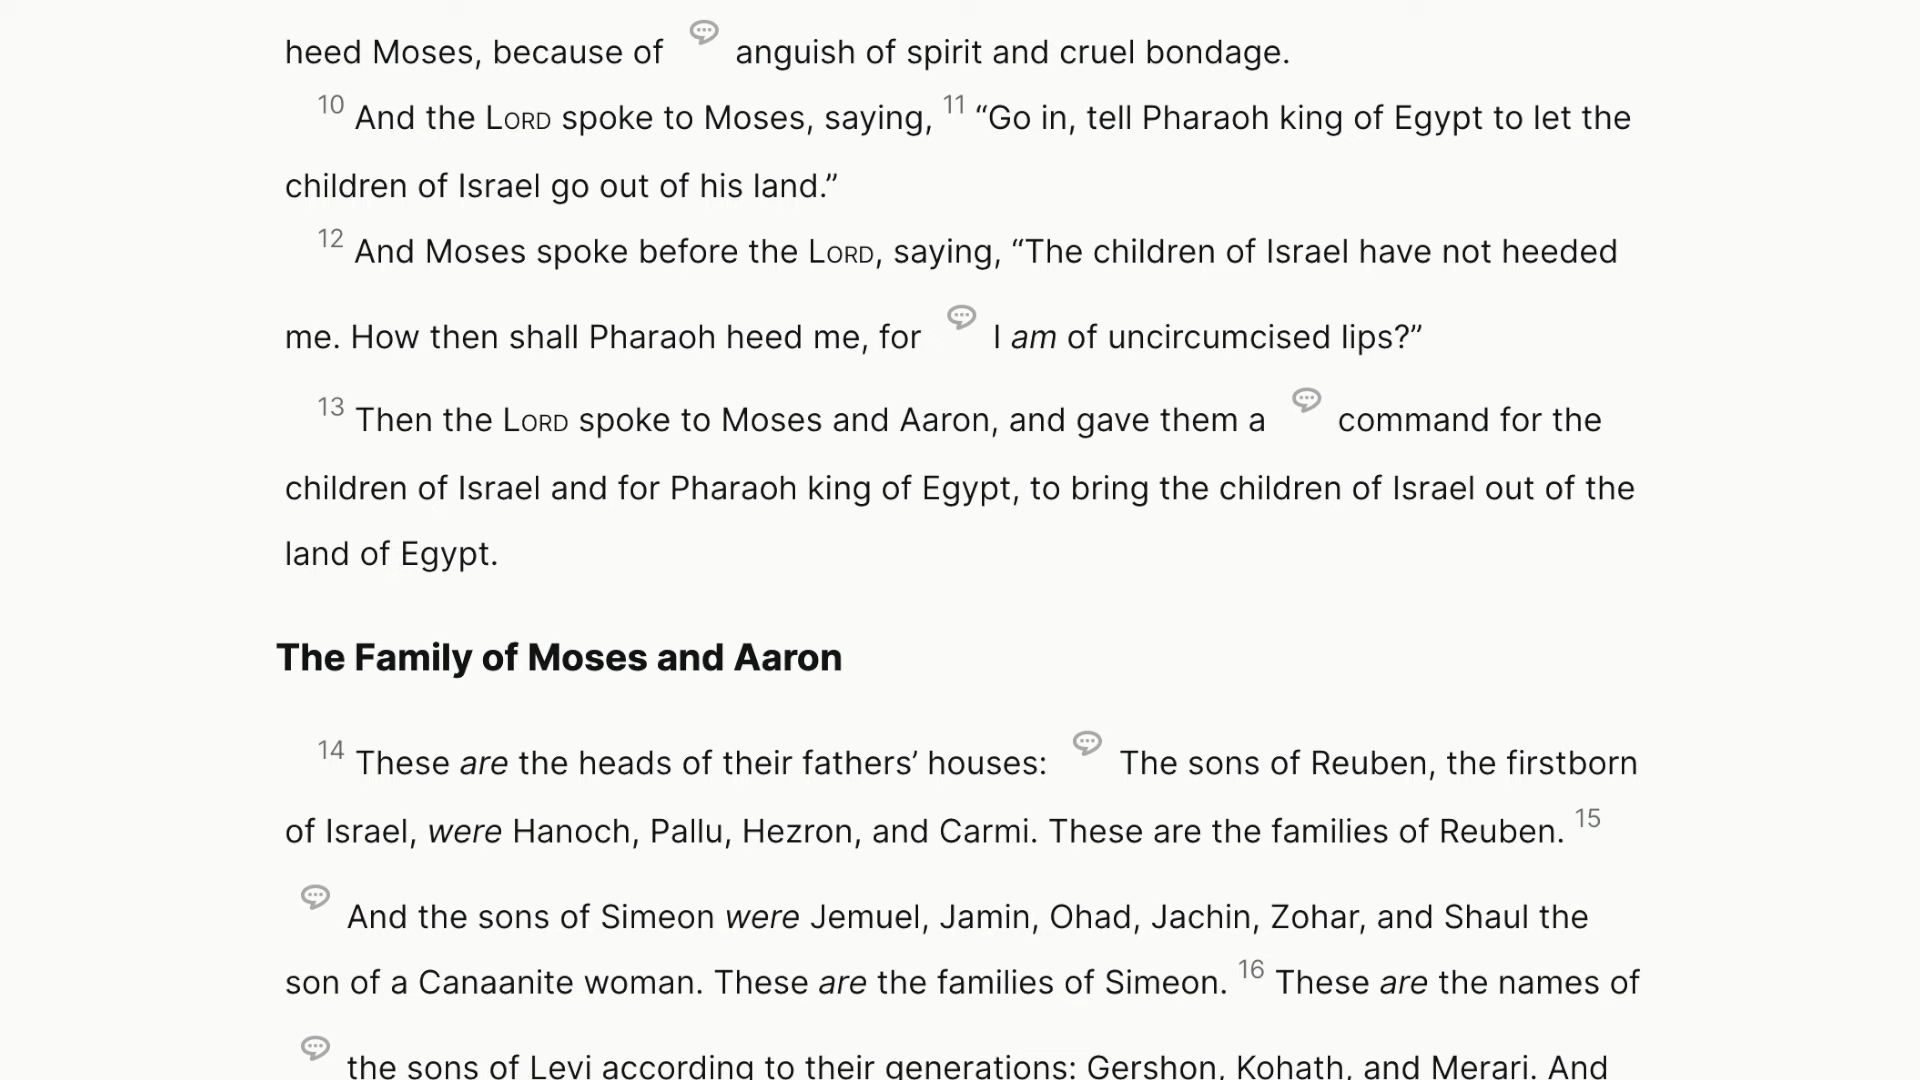 heed Moses, because of anguish of spirit and cruel bondage.
10 And the LORD spoke to Moses, saying, 11 “Go in, tell Pharaoh king of Egypt to let the
children of Israel go out of his land.”
12 And Moses spoke before the LORD, saying, “The children of Israel have not heeded
me. How then shall Pharaoh heed me, for I am of uncircumcised lips?”
13 Then the LORD spoke to Moses and Aaron, and gave them a command for the
children of Israel and for Pharaoh king of Egypt, to bring the children of Israel out of the
land of Egypt.
The Family of Moses and Aaron
14 These are the heads of their fathers’ houses: The sons of Reuben, the firstborn
of Israel, were Hanoch, Pallu, Hezron, and Carmi. These are the families of Reuben. 15
And the sons of Simeon were Jemuel, Jamin, Ohad, Jachin, Zohar, and Shaul the
son of a Canaanite woman. These are the families of Simeon. 16 These are the names of
the sons of Levi according to their generations: Gershon, Kohath, and Merari. And